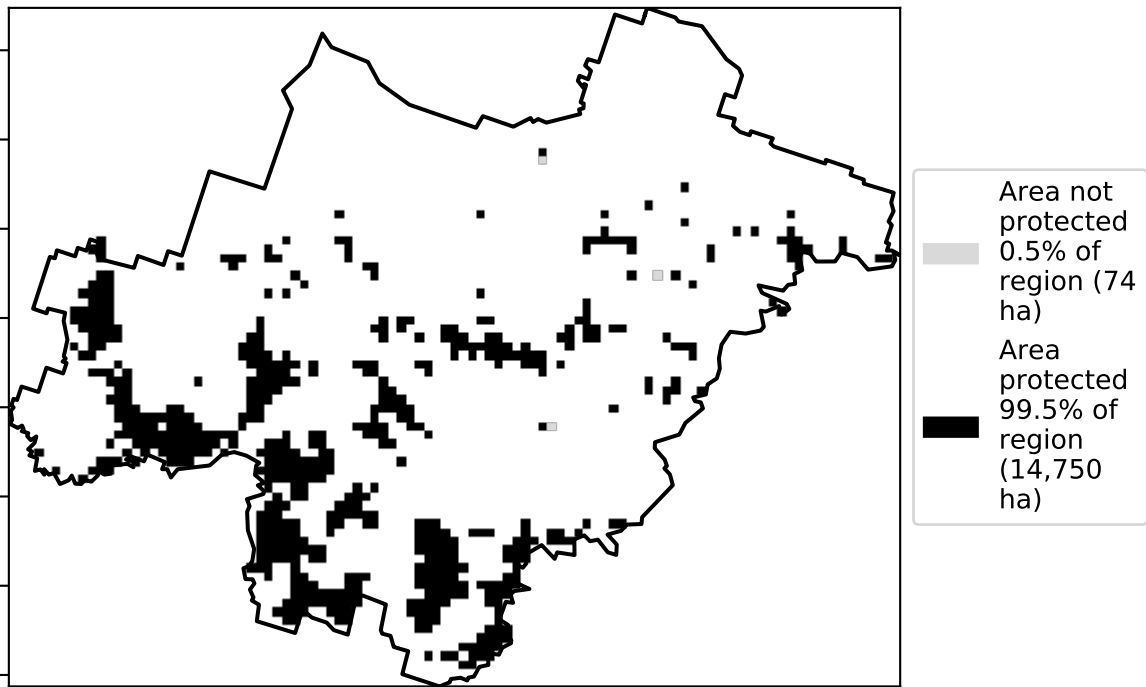 Area not
protected
0.5% of
region (74
ha)
Area
protected
99.5% of
region
(14,750
ha)